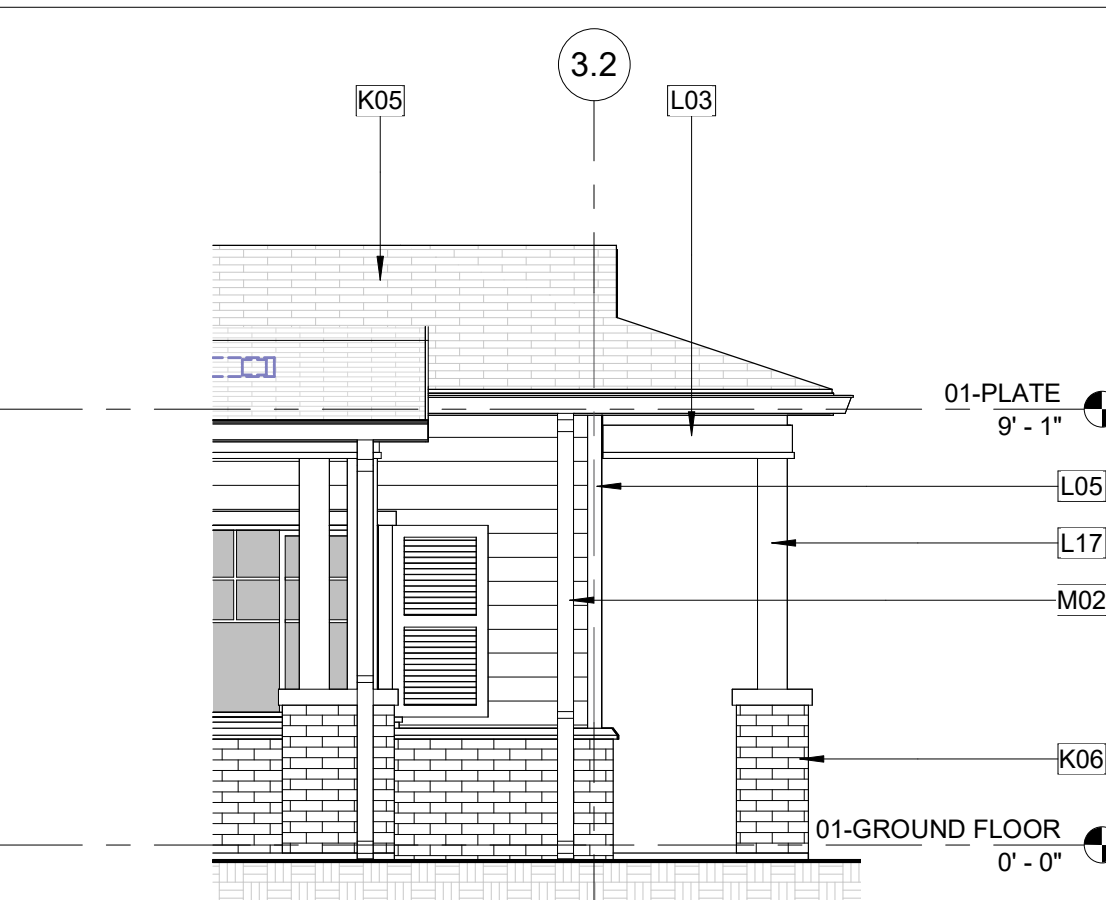 3.2
K05
L03
01-PLATE
9' - 1"
L05
L17
M02
K06
01-GROUND FLOOR
0' - 0"